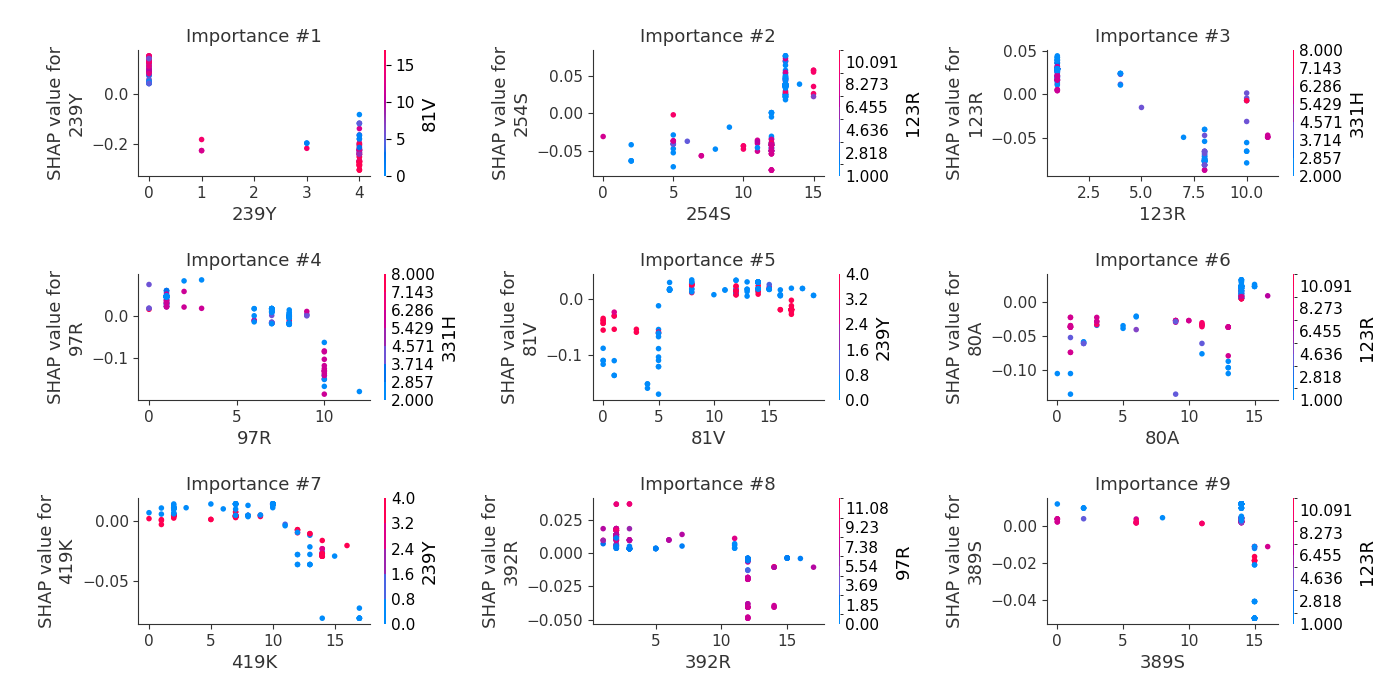 Importance #1
SHAP value for
239Y
0.0
−0.2
0
1
2
3
4
239Y
15
10
5
0
81V
Importance #2
SHAP value for
254S
0.05
0.00
−0.05
0
5
10
15
254S
10.091
8.273
6.455
4.636
2.818
1.000
123R
Importance #3
SHAP value for
123R
0.05
0.00
−0.05
2.5
5.0
7.5
10.0
123R
8.000
7.143
6.286
5.429
4.571
3.714
2.857
2.000
331H
Importance #4
SHAP value for
97R
0.0
−0.1
0
5
10
97R
8.000
7.143
6.286
5.429
4.571
3.714
2.857
2.000
331H
Importance #5
SHAP value for
81V
0.0
−0.1
0
5
10
15
81V
4.0
3.2
2.4
1.6
0.8
0.0
239Y
Importance #6
SHAP value for
80A
0.00
−0.05
−0.10
0
5
10
15
80A
10.091
8.273
6.455
4.636
2.818
1.000
123R
Importance #7
SHAP value for
419K
0.00
−0.05
0
5
10
15
419K
4.0
3.2
2.4
1.6
0.8
0.0
239Y
Importance #8
SHAP value for
392R
0.025
0.000
−0.025
−0.050
5
10
15
392R
11.08
9.23
7.38
5.54
3.69
1.85
0.00
97R
Importance #9
SHAP value for
389S
0.00
−0.02
−0.04
0
5
10
15
389S
10.091
8.273
6.455
4.636
2.818
1.000
123R